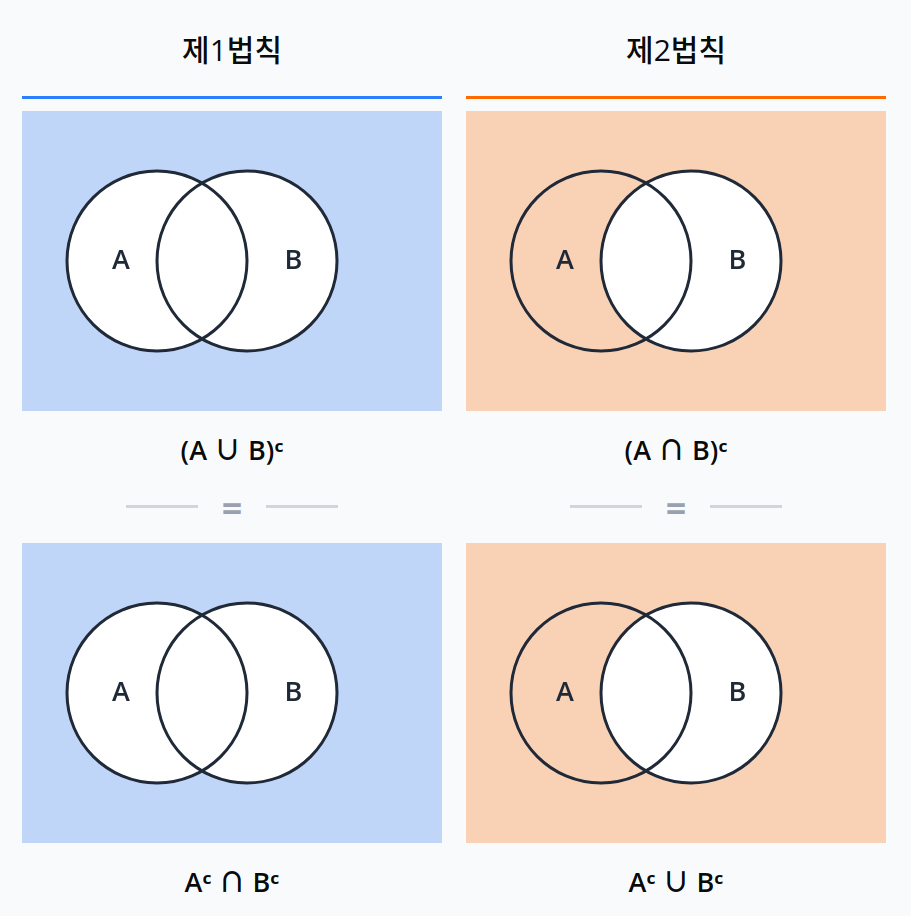 제1법칙
제2법칙
A B
A B
(A ∪ B)ᶜ
(A ∩ B)ᶜ
=
=
A B
A B
Aᶜ ∩ Bᶜ
Aᶜ ∪ Bᶜ